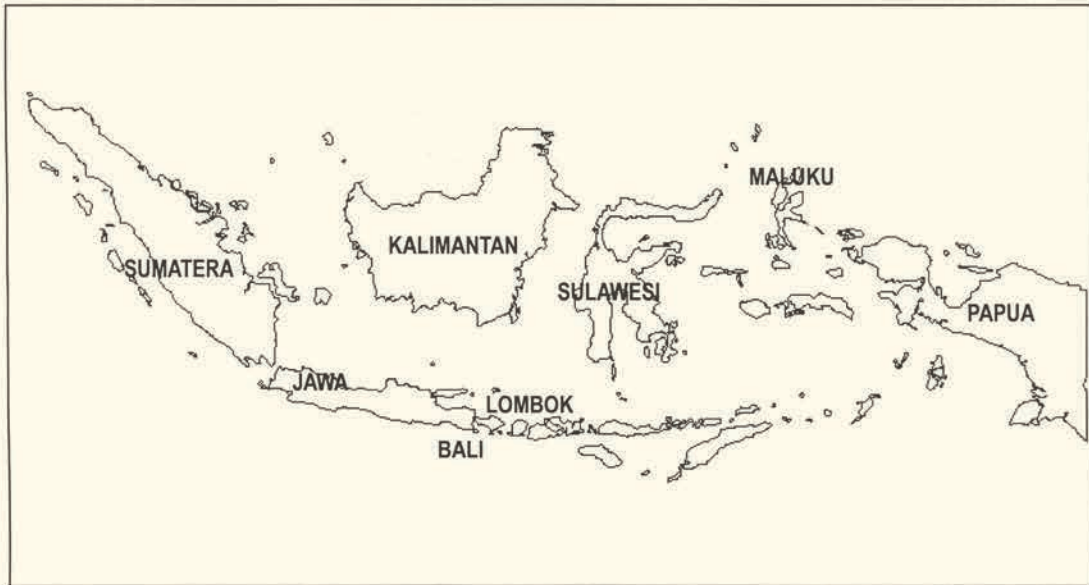 MALUKU
KALIMANTAN
SUMATERA
SULAWESI
PAPUA
JAWA
LOMBOK
BALI